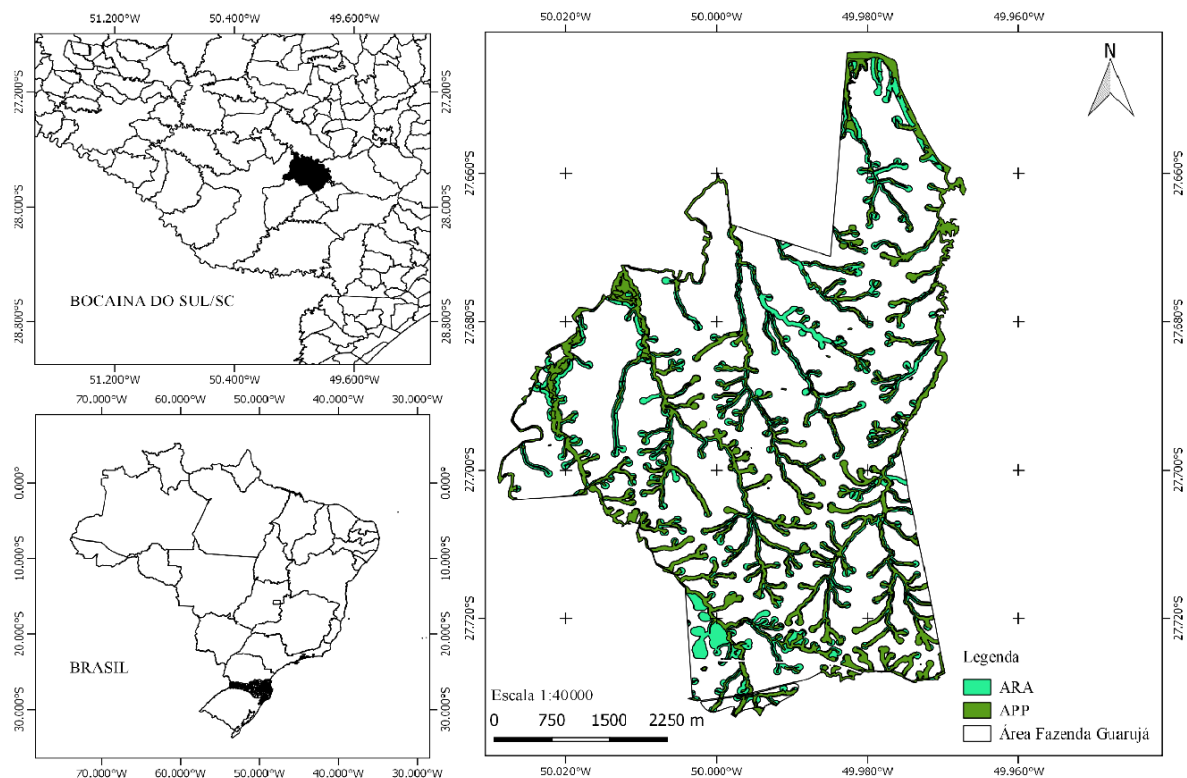 51.200°W 50.400°W 49.600°W
27.200°S
28.000°S
28.800°S
BOCAINA DO SUL/SC
27.200°S
28.000°S
28.800°S
51.200°W 50.400°W 49.600°W
70.000°W 60.000°W 50.000°W 40.000°W 30.000°W
0.000°
10.000°S
20.000°S
30.000°S
BRASIL
0.000°
10.000°S
20.000°S
30.000°S
70.000°W 60.000°W 50.000°W 40.000°W 30.000°W
50.020°W 50.000°W 49.980°W 49.960°W
N
27.660°S
27.680°S
27.700°S
27.720°S
27.660°S
27.680°S
27.700°S
27.720°S
Escala 1:40000
0 750 1500 2250 m
Legenda
ARA
APP
Área Fazenda Guarujá
50.020°W 50.000°W 49.980°W 49.960°W